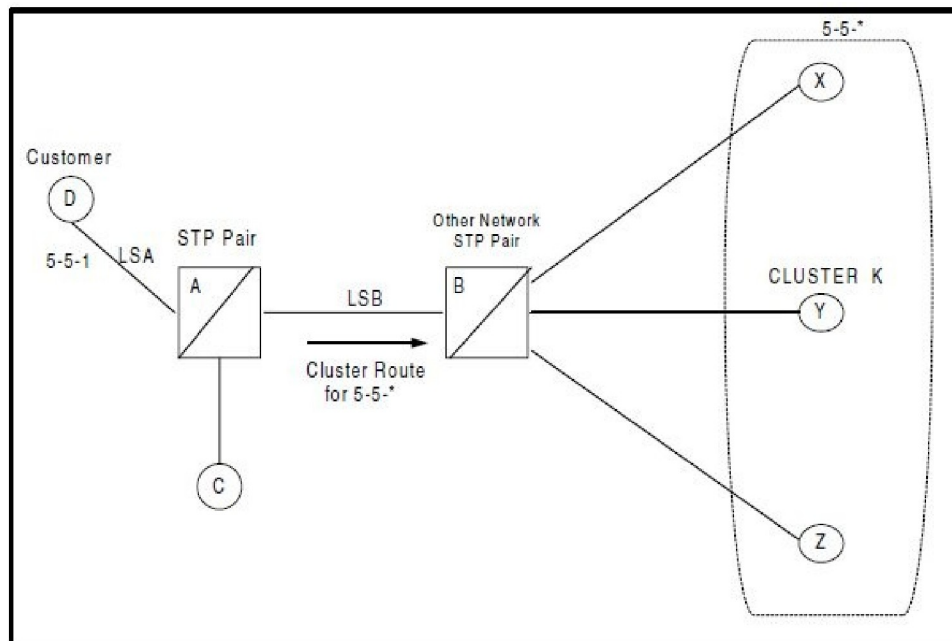 5-5-*
X
Customer
D
5-5-1
LSA
STP Pair
A
LSB
Other Network
STP Pair
B
CLUSTER K
Y
Cluster Route
for 5-5-*
C
Z